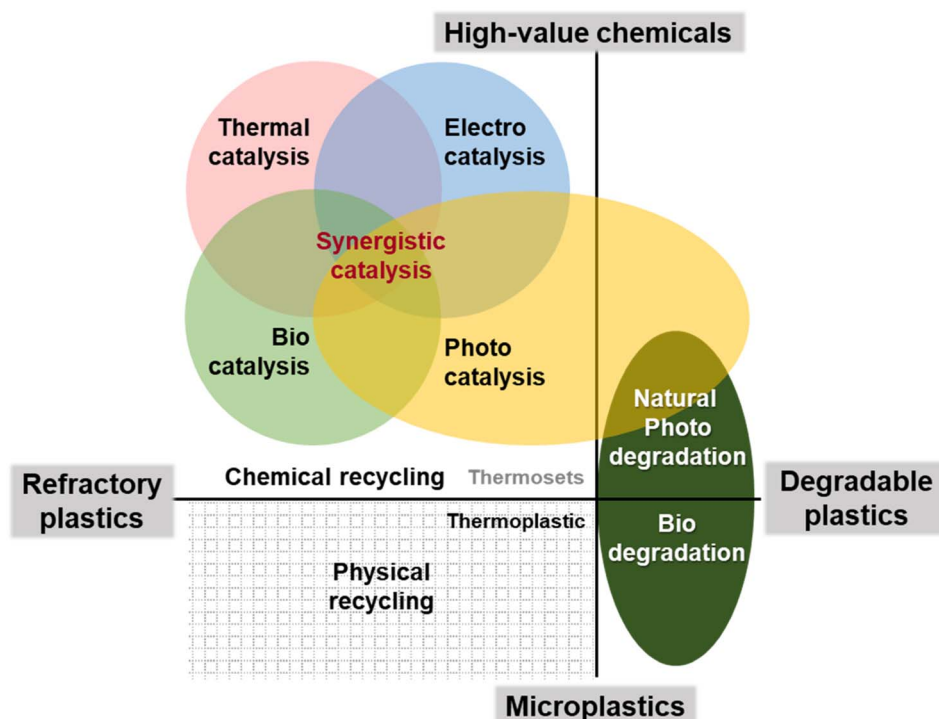 High-value chemicals
Thermal
catalysis
Electro
catalysis
Synergistic
catalysis
Bio
catalysis
Photo
catalysis
Natural
Photo
degradation
Chemical recycling
Thermosets
Refractory
plastics
Degradable
plastics
Thermoplastic
Bio
degradation
Physical
recycling
Microplastics